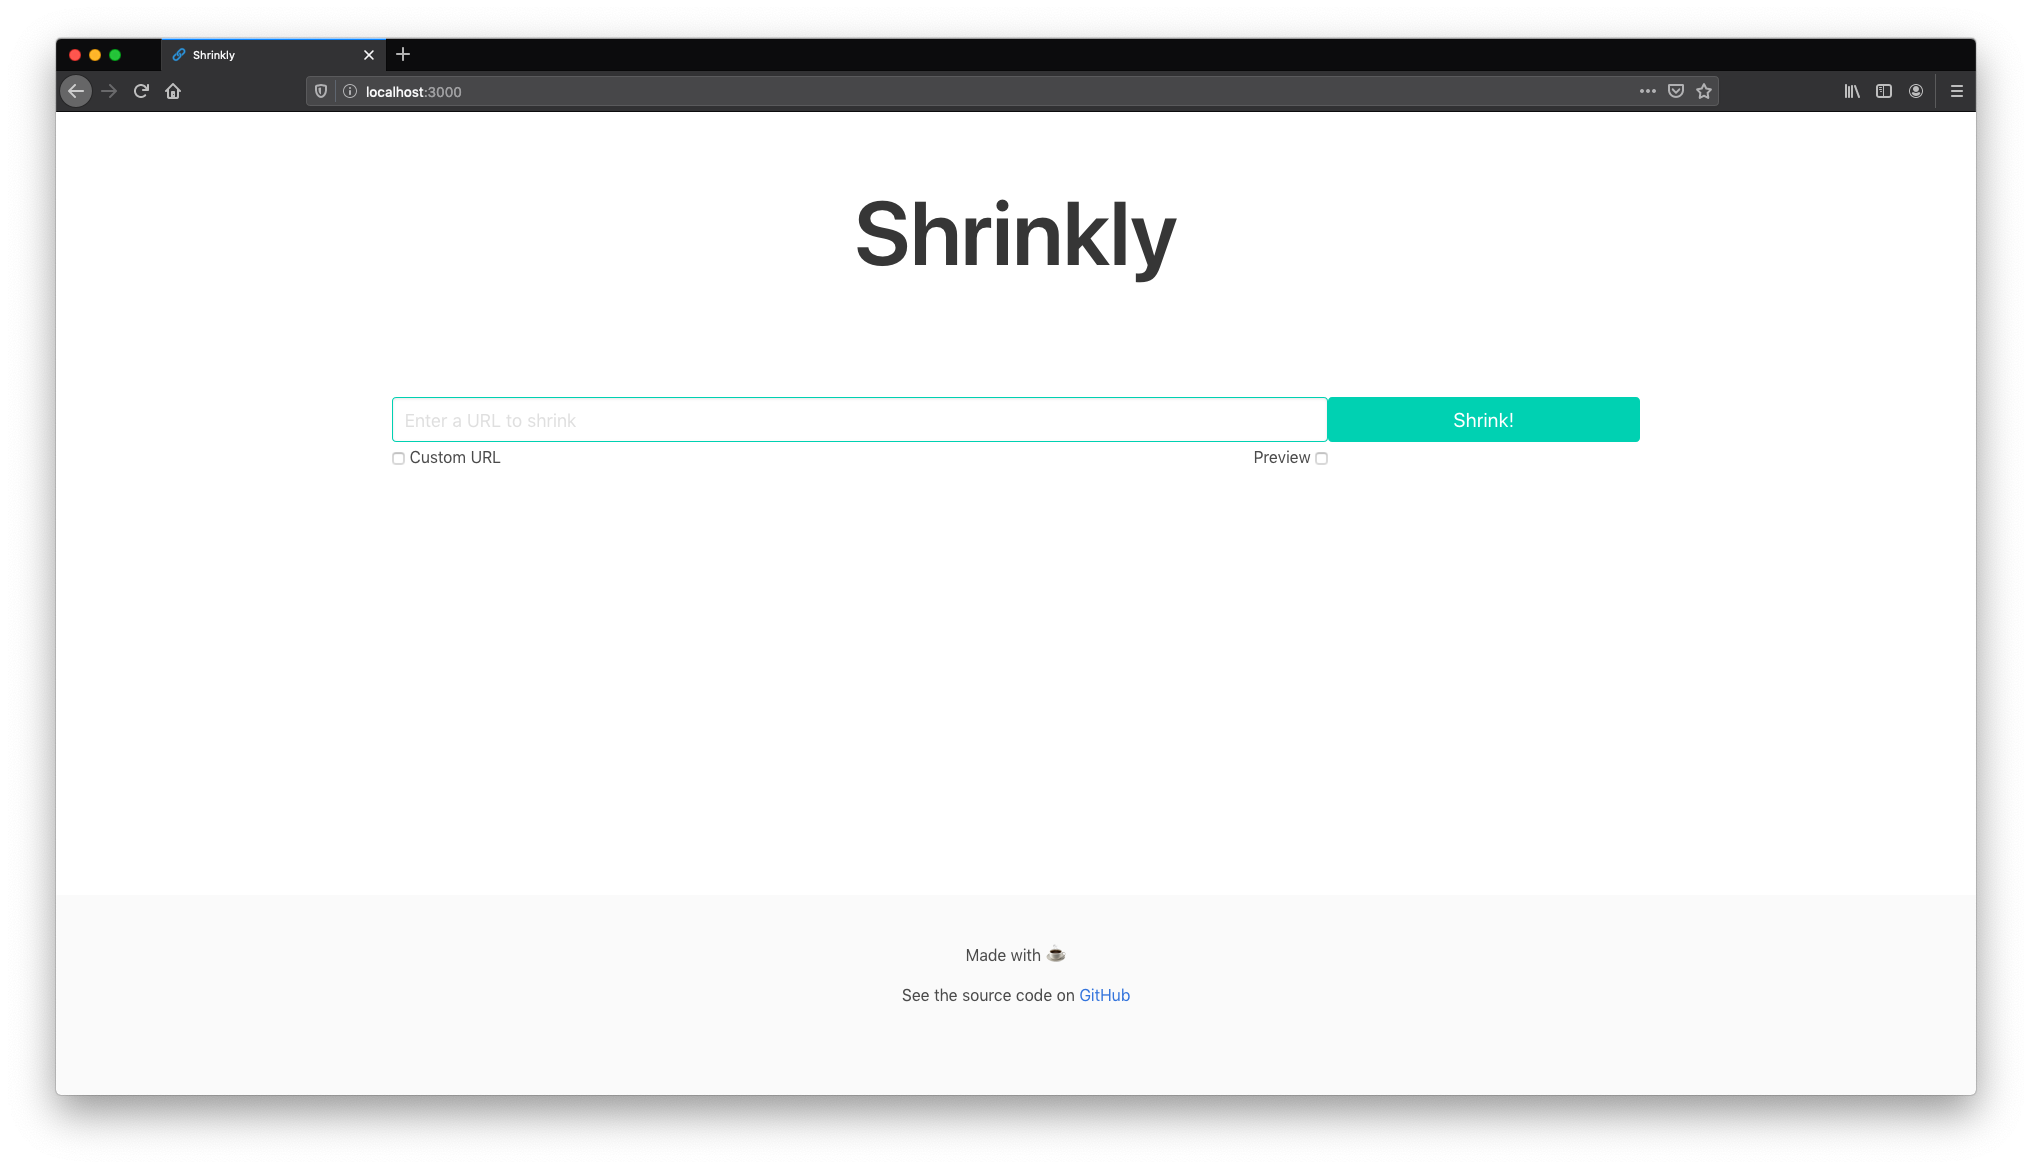 Shrinkly
localhost:3000
Shrinkly
Enter a URL to shrink
Shrink!
Custom URL
Preview
Made with ☕
See the source code on GitHub